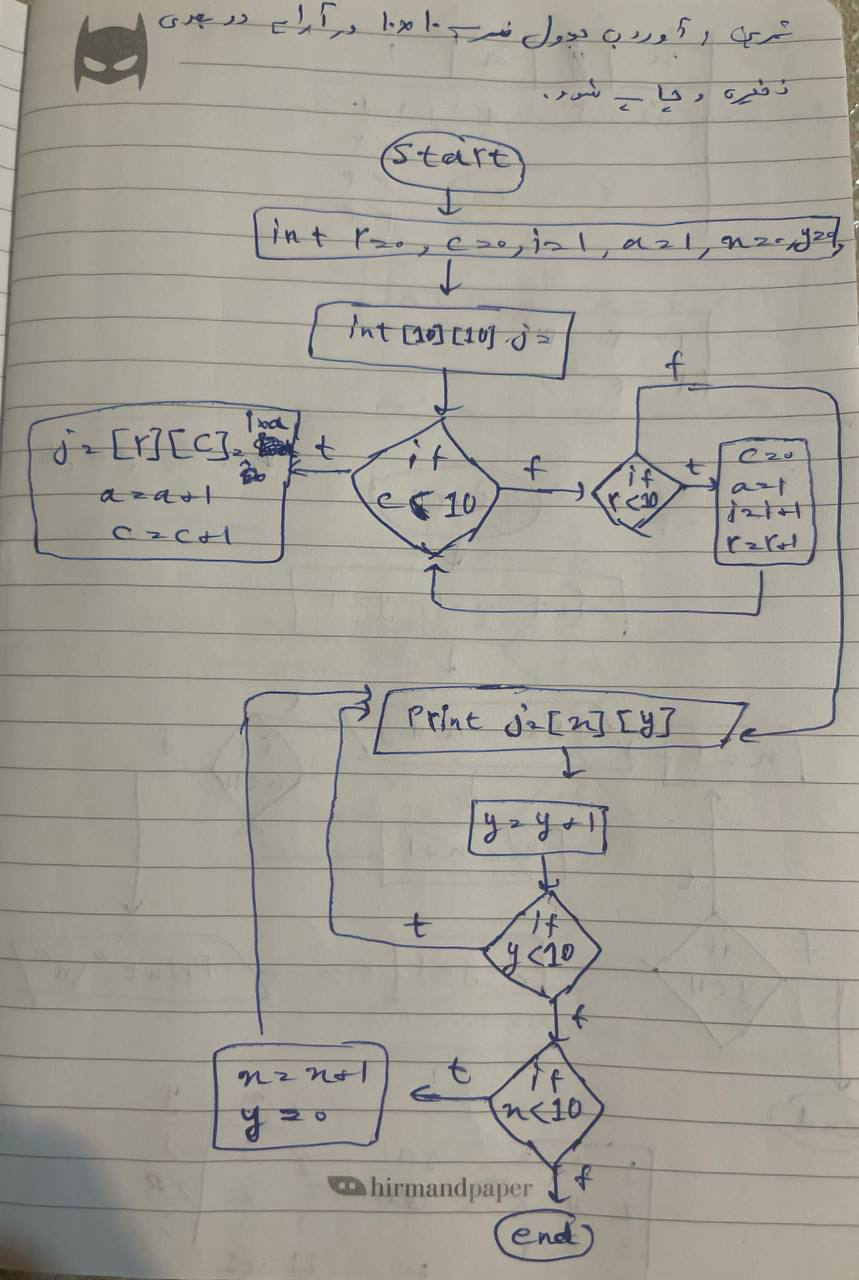 تمرین ، آوردن جدول ضرب ۱۰×۱۰ در آرایه دو بعدی
ذخیره و چاپ شود.
Start
int r=0, c=0, i=1, a=1, n=0, y=0,
int [10][10] j=
f
j=[r][c]= i×a
a=a+1
c=c+1
t
if
c<10
f
if
r<10
t
c=0
a=1
i=i+1
r=r+1
Print j=[n][y]
y=y+1
t
if
y<10
f
n=n+1
y=0
t
if
n<10
f
hirmandpaper
end